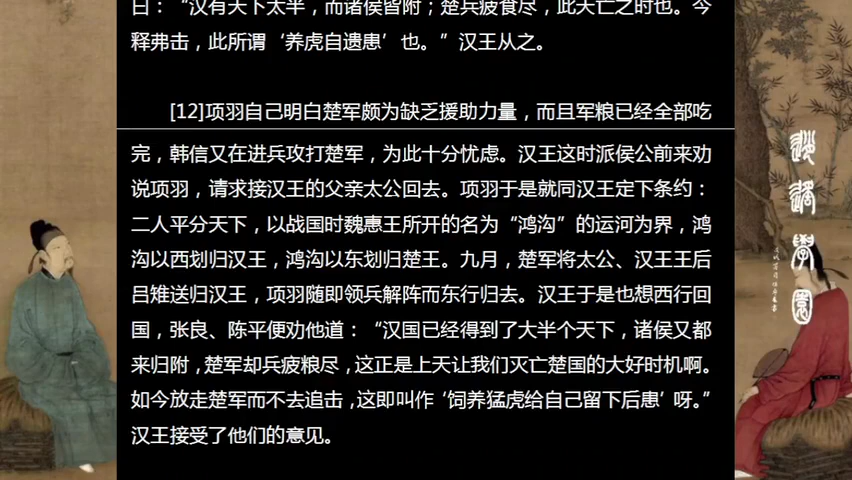 曰：“汉有天下太半，而诸侯皆附；楚兵疲食尽，此天亡之时也。今
释弗击，此所谓‘养虎自遗患’也。”汉王从之。
[12]项羽自己明白楚军颇为缺乏援助力量，而且军粮已经全部吃
完，韩信又在进兵攻打楚军，为此十分忧虑。汉王这时派侯公前来劝
说项羽，请求接汉王的父亲太公回去。项羽于是就同汉王定下条约：
二人平分天下，以战国时魏惠王所开的名为“鸿沟”的运河为界，鸿
沟以西划归汉王，鸿沟以东划归楚王。九月，楚军将太公、汉王王后
吕雉送归汉王，项羽随即领兵解阵而东行归去。汉王于是也想西行回
国，张良、陈平便劝他道：“汉国已经得到了大半个天下，诸侯又都
来归附，楚军却兵疲粮尽，这正是上天让我们灭亡楚国的大好时机啊。
如今放走楚军而不去追击，这即叫作‘饲养猛虎给自己留下后患’呀。”
汉王接受了他们的意见。
學園